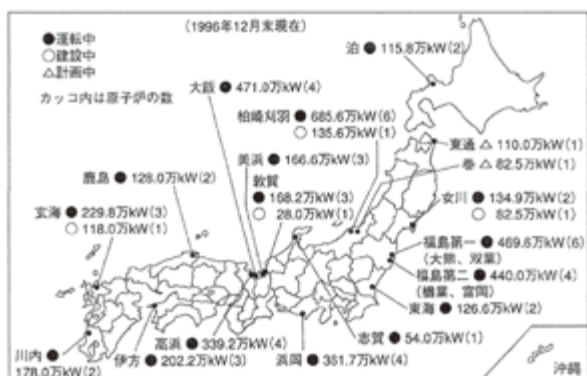 ●運転中
○建設中
△計画中
カッコ内は原子炉の数
(1996年12月末現在)
泊 ● 115.8万kW(2)
大飯 ● 471.0万kW(4)
柏崎刈羽 ● 685.6万kW(6)
○ 135.6万kW(1)
東通 △ 110.0万kW(1)
巻 △ 82.5万kW(1)
美浜 ● 166.6万kW(3)
敦賀
● 168.2万kW(3)
○ 28.0万kW(1)
女川 ● 134.9万kW(2)
○ 82.5万kW(1)
鹿島 ● 128.0万kW(2)
玄海 ● 229.8万kW(3)
○ 118.0万kW(1)
福島第一 ● 469.6万kW(6)
(大熊、双葉)
福島第二 ● 440.0万kW(4)
(楢葉、富岡)
東海 ● 126.6万kW(2)
志賀 ● 54.0万kW(1)
高浜 ● 339.2万kW(4)
浜岡 ● 361.7万kW(4)
伊方 ● 202.2万kW(3)
川内 ●
178.0万kW(2)
沖縄